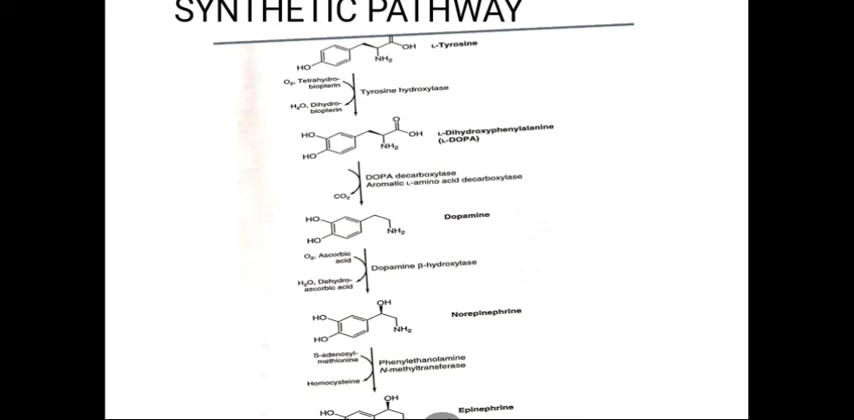 SYNTHETIC PATHWAY
OH
L-Tyrosine
NH₂
HO
O₂, Tetrahydro-
biopterin
Tyrosine hydroxylase
H₂O, Dihydro-
biopterin
O
HO
OH
L-Dihydroxyphenylalanine
(L-DOPA)
NH₂
HO
DOPA decarboxylase
Aromatic L-amino acid decarboxylase
CO₂
HO
Dopamine
NH₂
HO
O₂, Ascorbic
acid
Dopamine β-hydroxylase
H₂O, Dehydro-
ascorbic acid
OH
HO
Norepinephrine
NH₂
HO
S-adenosyl-
methionine
Phenylethanolamine
N-methyltransferase
Homocysteine
OH
HO
Epinephrine